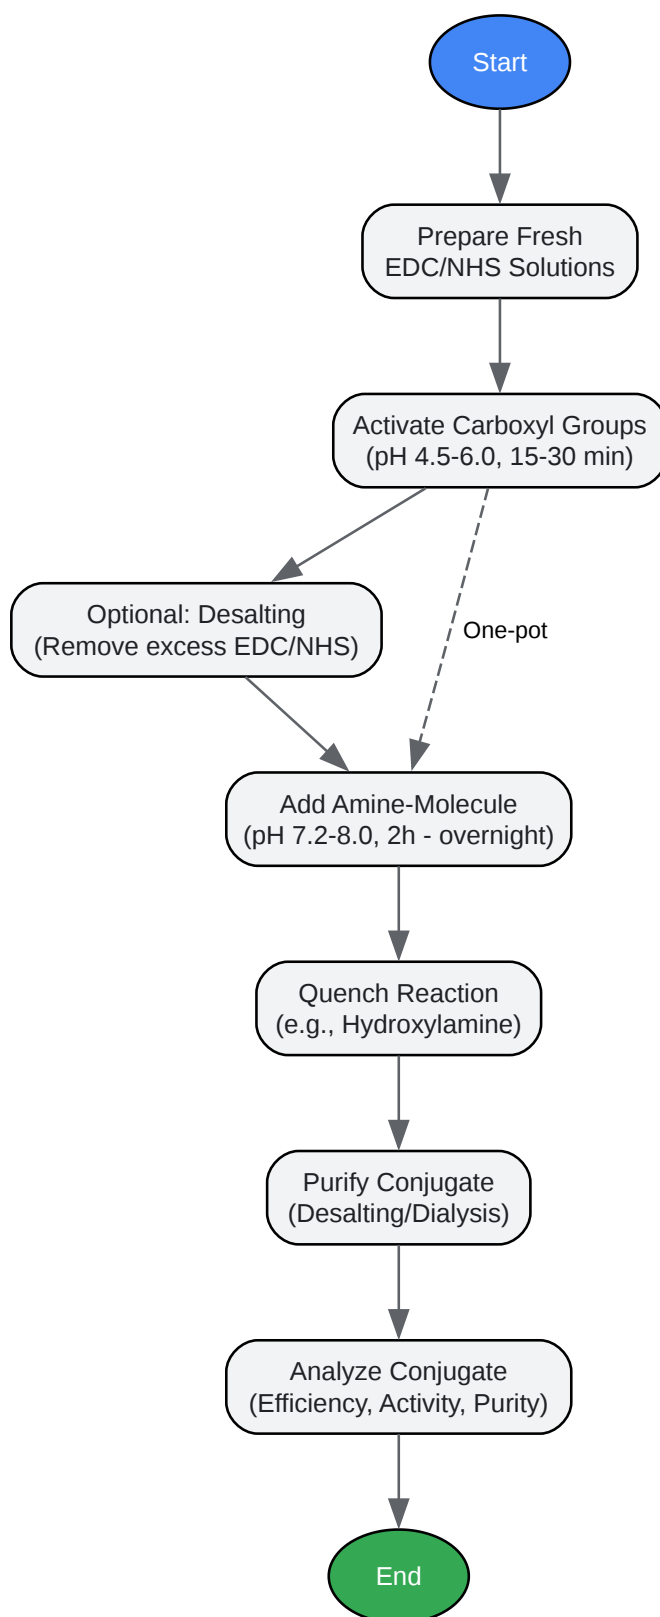 Start
Prepare Fresh
EDC/NHS Solutions
Activate Carboxyl Groups
(pH 4.5-6.0, 15-30 min)
Optional: Desalting
(Remove excess EDC/NHS)
One-pot
Add Amine-Molecule
(pH 7.2-8.0, 2h - overnight)
Quench Reaction
(e.g., Hydroxylamine)
Purify Conjugate
(Desalting/Dialysis)
Analyze Conjugate
(Efficiency, Activity, Purity)
End